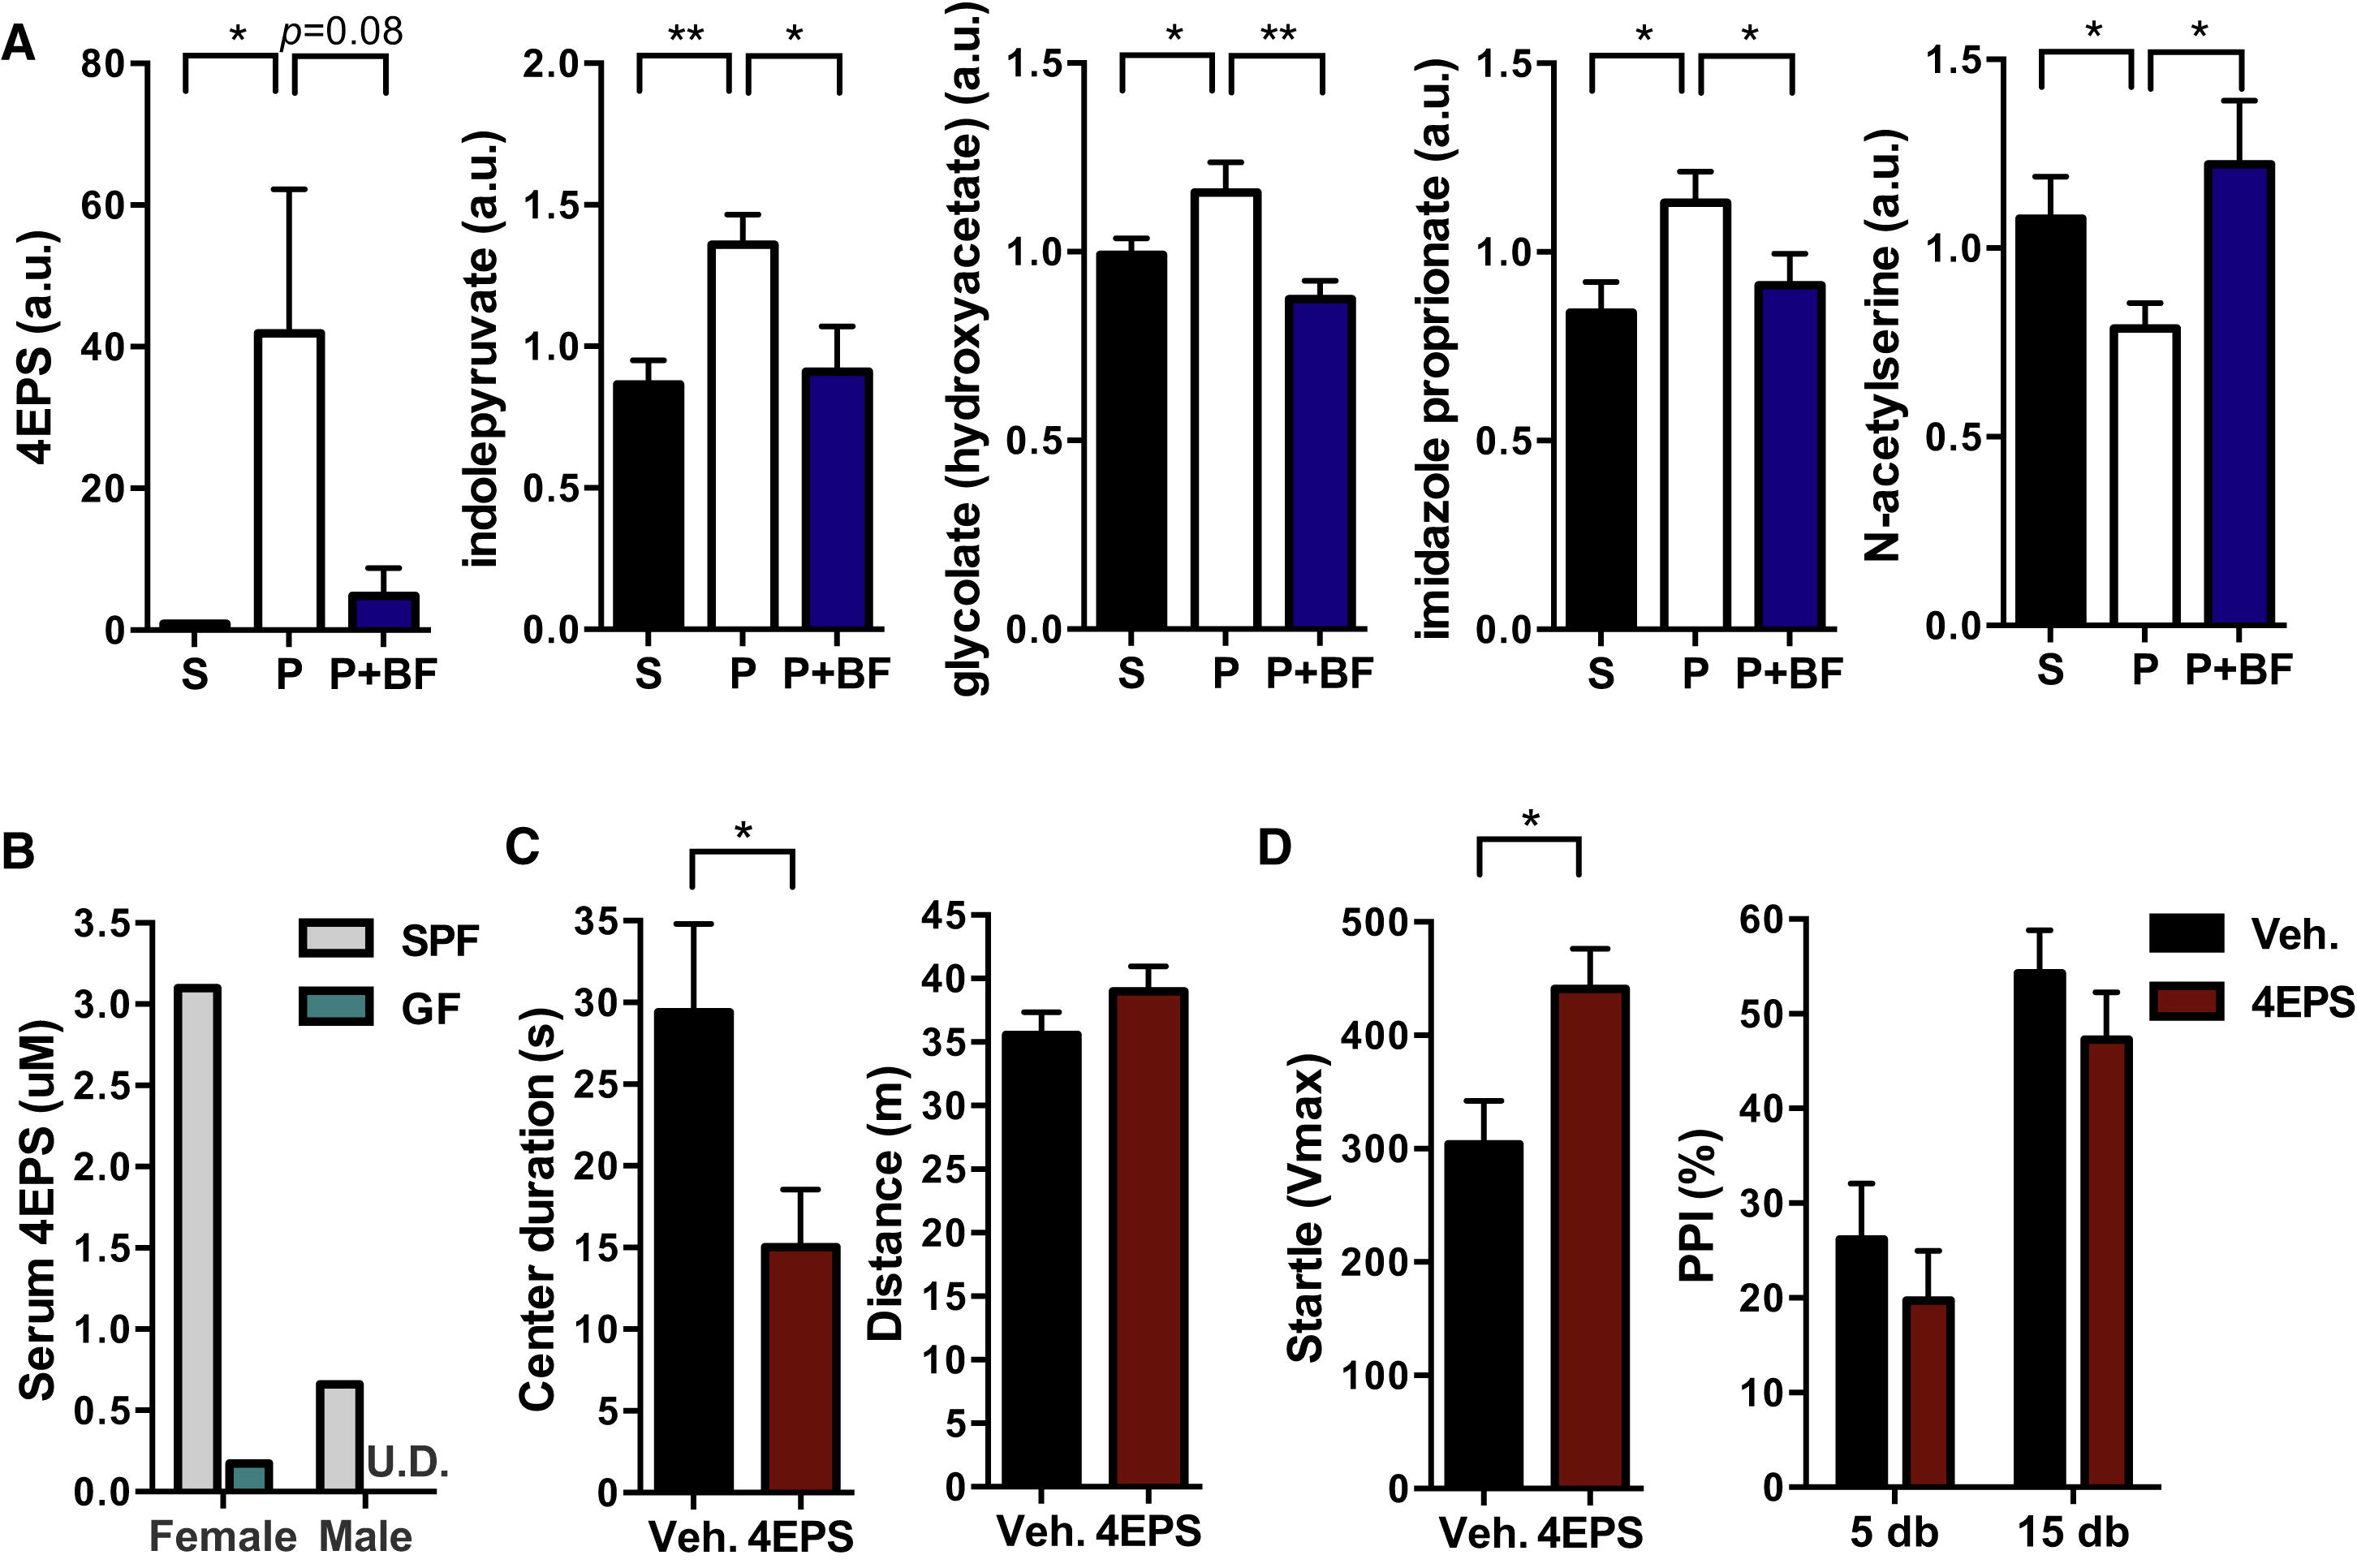 A
* p=0.08
4EPS (a.u.)
80
60
40
20
0
S P P+BF
** *
indolepyruvate (a.u.)
2.0
1.5
1.0
0.5
0.0
S P P+BF
* **
glycolate (hydroxyacetate) (a.u.)
1.5
1.0
0.5
0.0
S P P+BF
* *
imidazole proprionate (a.u.)
1.5
1.0
0.5
0.0
S P P+BF
* *
N-acetylserine (a.u.)
1.5
1.0
0.5
0.0
S P P+BF
B
Serum 4EPS (uM)
3.5
3.0
2.5
2.0
1.5
1.0
0.5
0.0
SPF
GF
U.D.
Female Male
C
*
Center duration (s)
35
30
25
20
15
10
5
0
Veh. 4EPS
Distance (m)
45
40
35
30
25
20
15
10
5
0
Veh. 4EPS
D
*
Startle (Vmax)
500
400
300
200
100
0
Veh. 4EPS
PPI (%)
60
50
40
30
20
10
0
5 db 15 db
Veh.
4EPS